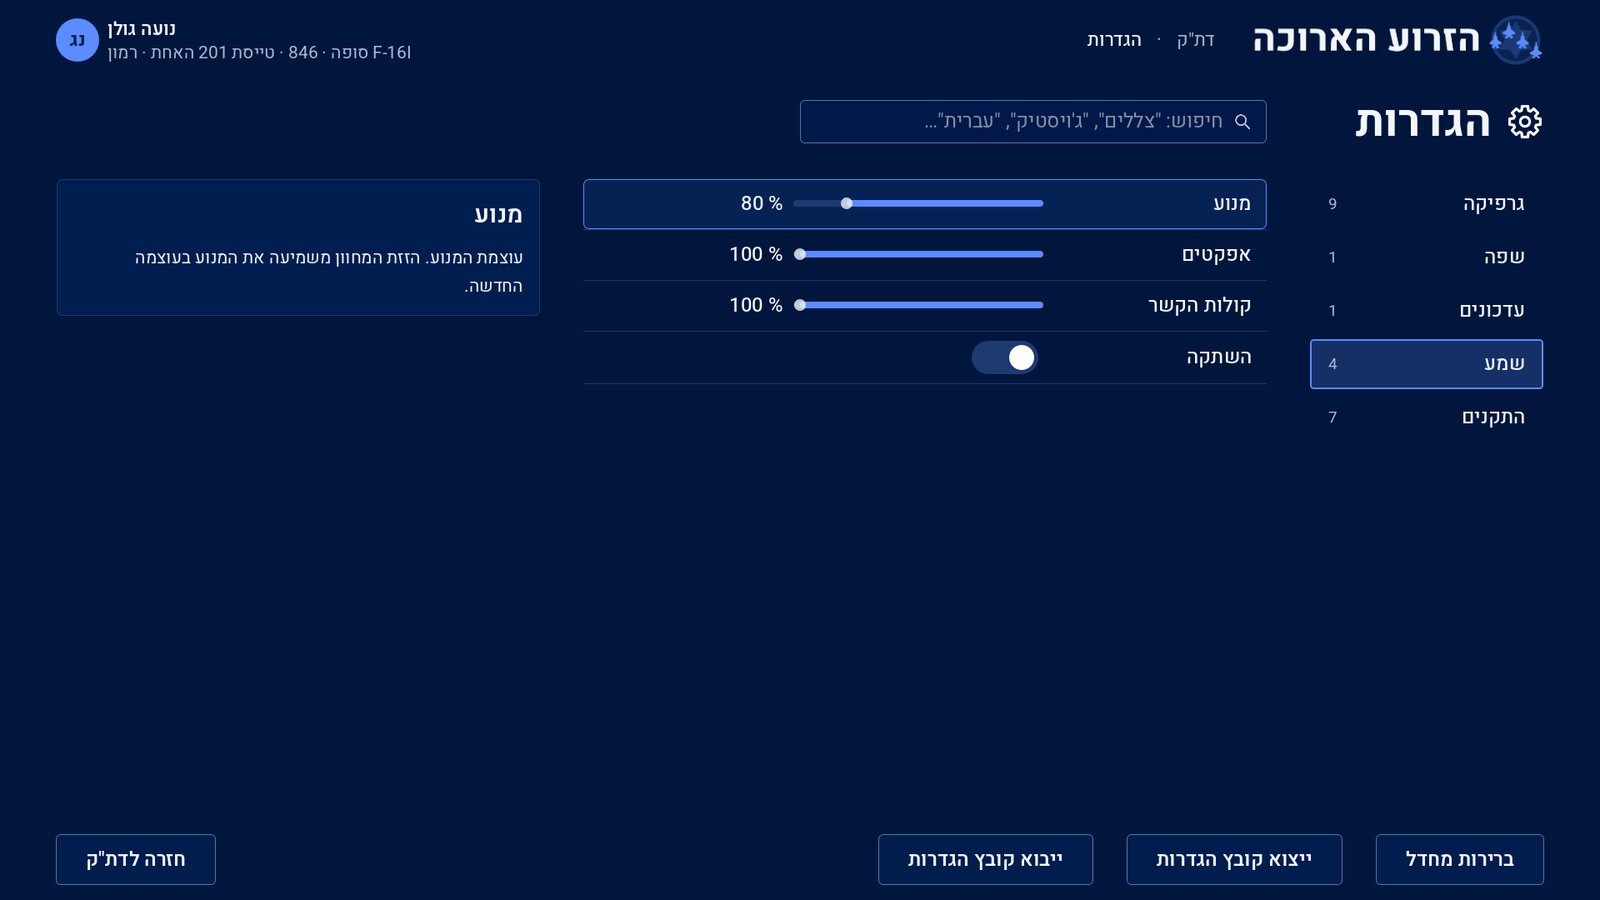 הזרוע הארוכה
דת"ק · הגדרות
נועה גולן
F-16I סופה · 846 · טייסת 201 האחת · רמון
נג
הגדרות
חיפוש: "צללים", "ג'ויסטיק", "עברית"...
גרפיקה 9
שפה 1
עדכונים 1
שמע 4
התקנים 7
מנוע 80 %
אפקטים 100 %
קולות הקשר 100 %
השתקה
מנוע
עוצמת המנוע. הזזת המחוון משמיעה את המנוע בעוצמה
החדשה.
ברירות מחדל
ייצוא קובץ הגדרות
ייבוא קובץ הגדרות
חזרה לדת"ק